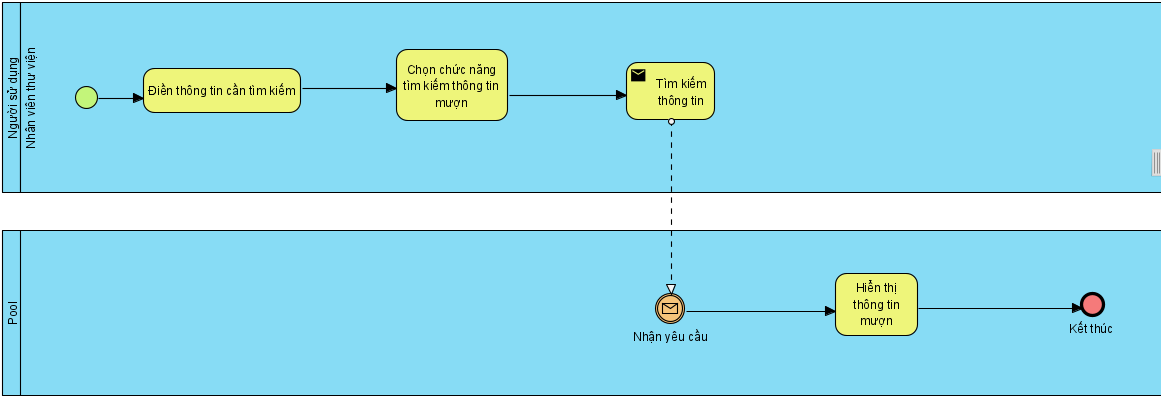 Người sử dụng
Nhân viên thư viện
Điền thông tin cần tìm kiếm
Chọn chức năng
tìm kiếm thông tin
mượn
Tìm kiếm
thông tin
Pool
Nhận yêu cầu
Hiển thị
thông tin
mượn
Kết thúc